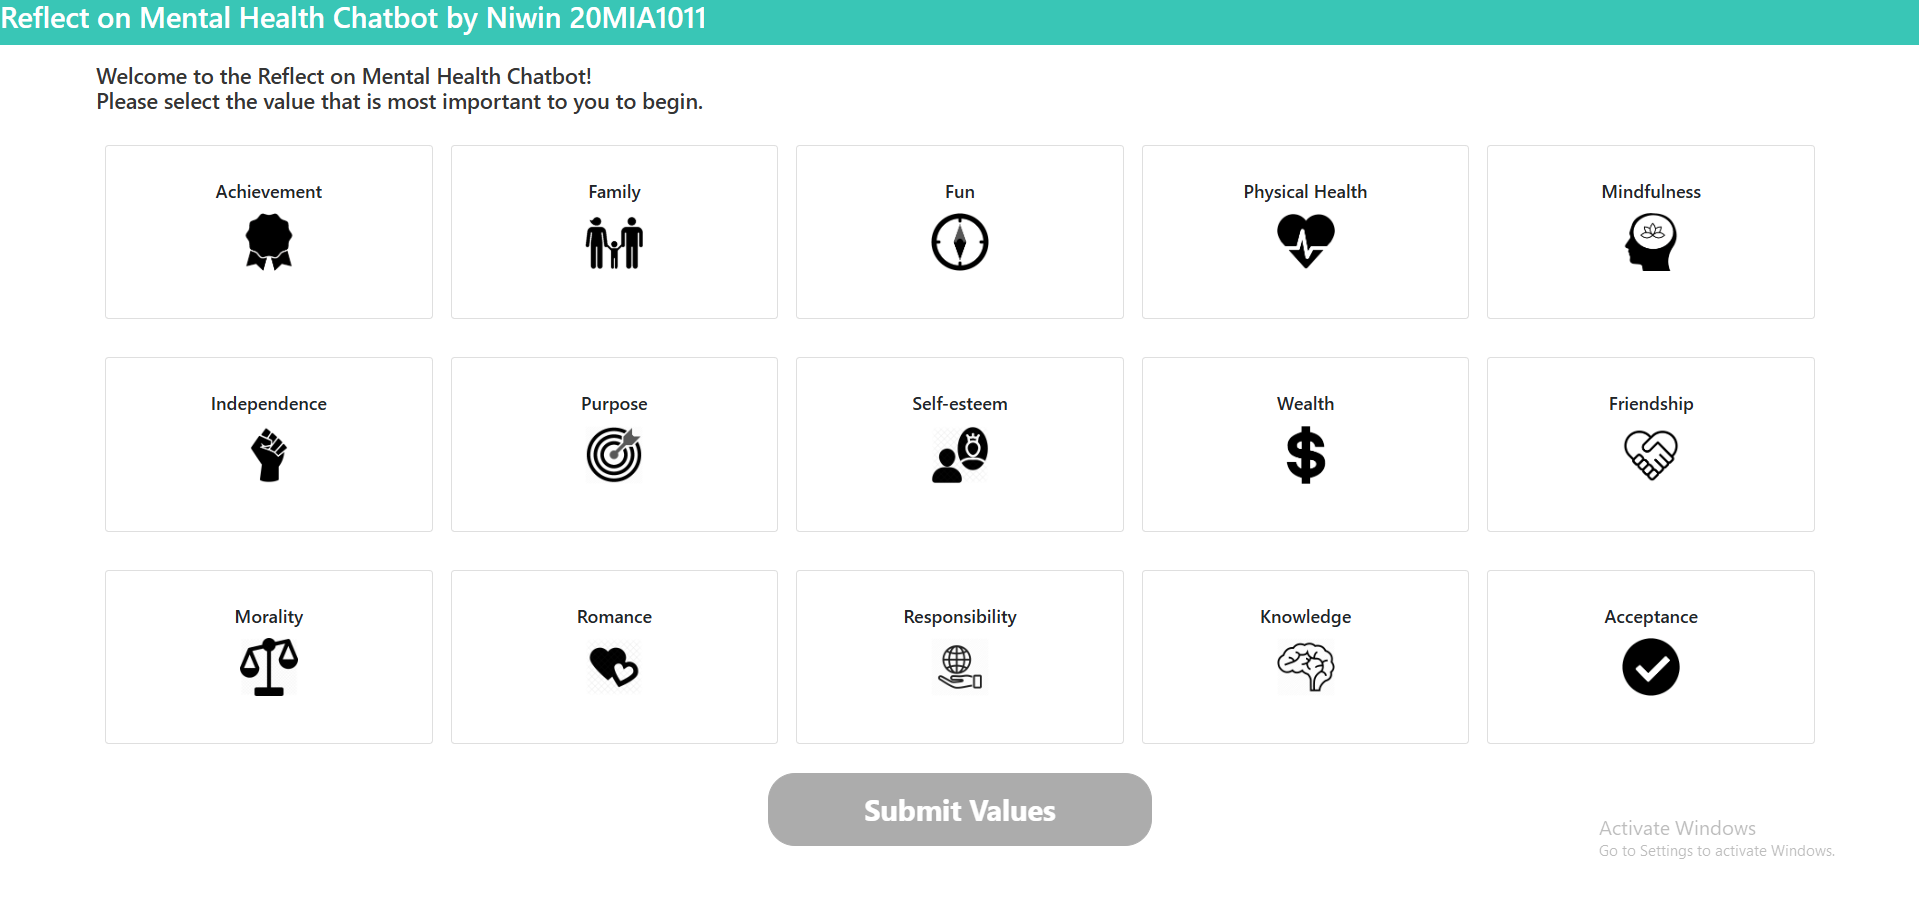 Reflect on Mental Health Chatbot by Niwin 20MIA1011
Welcome to the Reflect on Mental Health Chatbot!
Please select the value that is most important to you to begin.
Achievement
Family
Fun
Physical Health
Mindfulness
Independence
Purpose
Self-esteem
Wealth
Friendship
Morality
Romance
Responsibility
Knowledge
Acceptance
Submit Values
Activate Windows
Go to Settings to activate Windows.